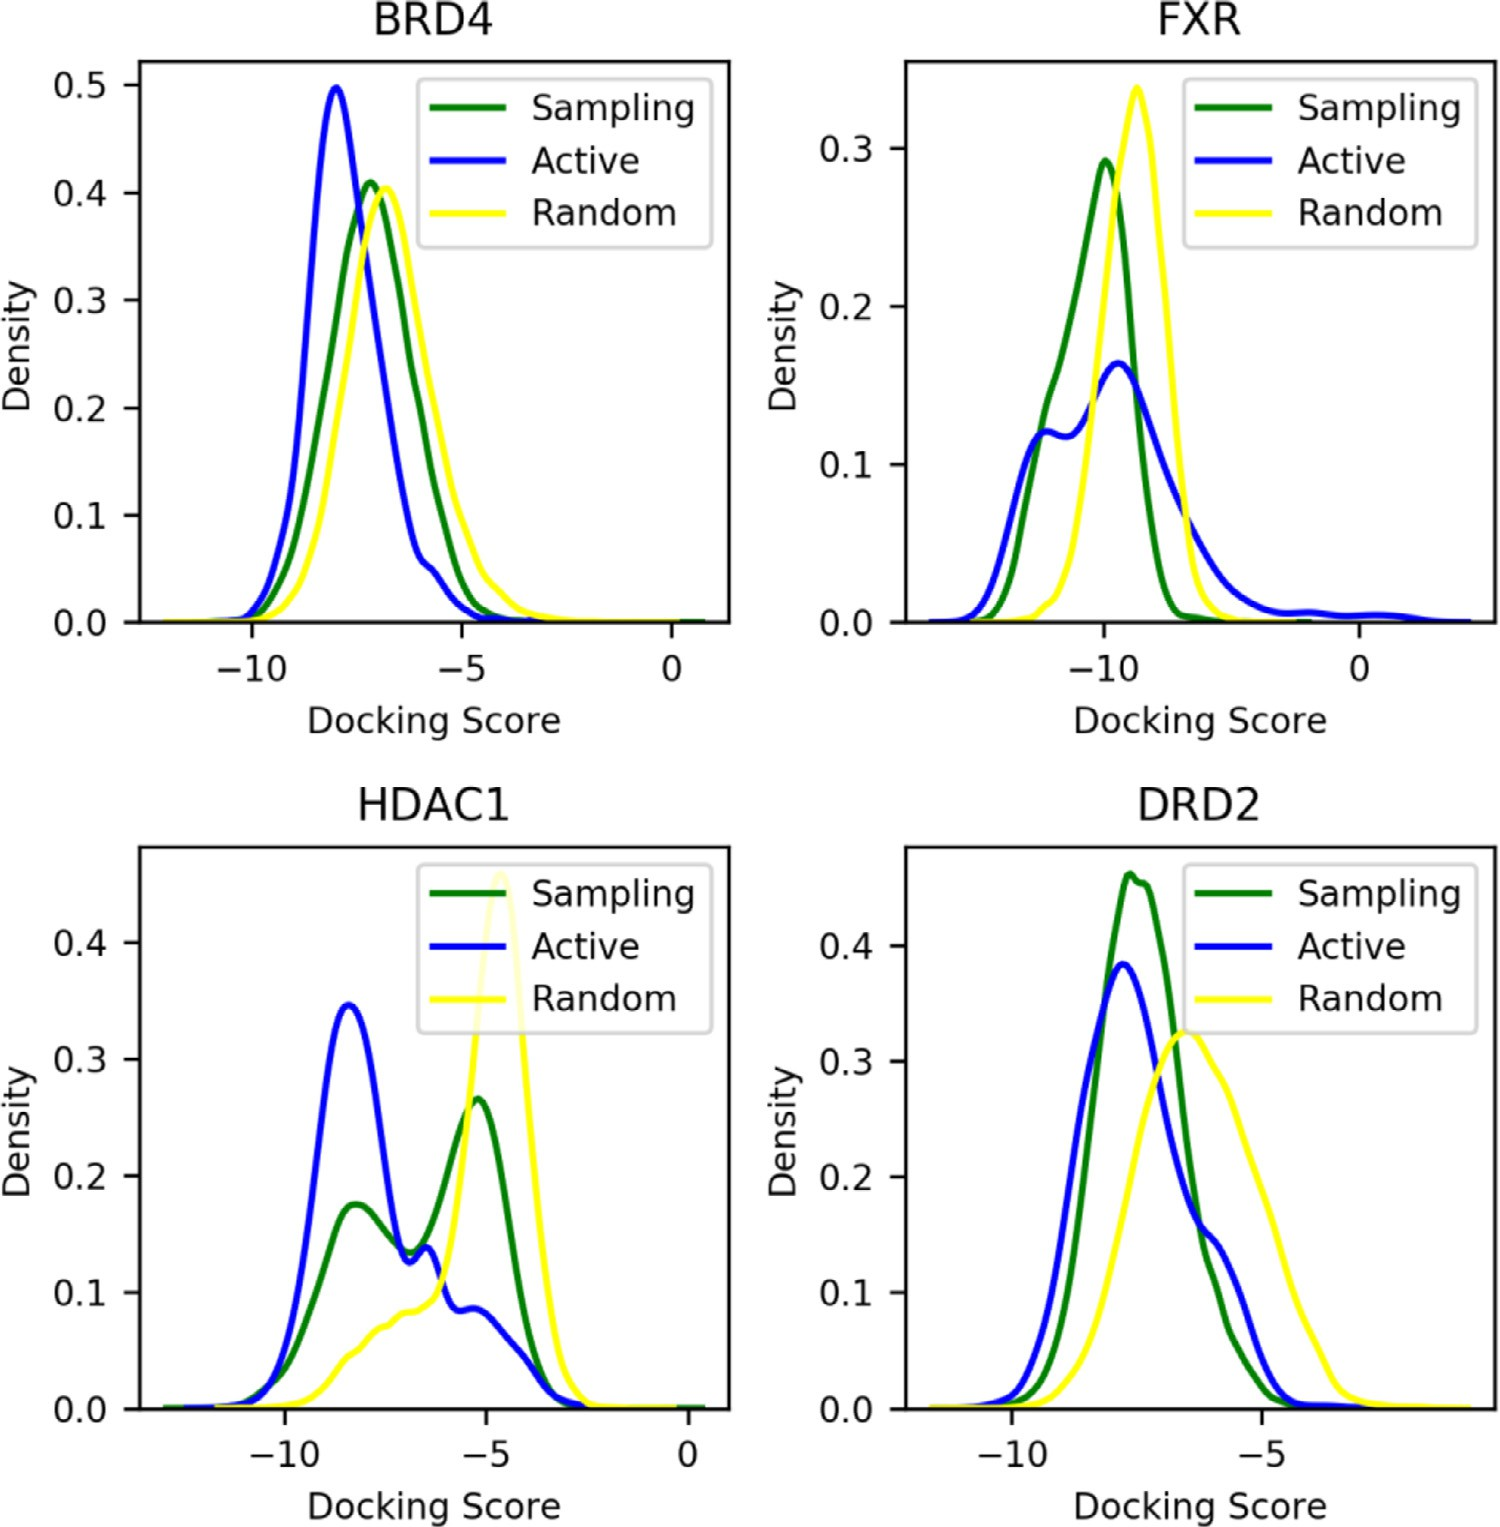 BRD4
0.5
0.4
0.3
0.2
0.1
0.0
Density
Sampling
Active
Random
−10
−5
0
Docking Score
FXR
0.3
0.2
0.1
0.0
Density
Sampling
Active
Random
−10
0
Docking Score
HDAC1
0.4
0.3
0.2
0.1
0.0
Density
Sampling
Active
Random
−10
−5
0
Docking Score
DRD2
0.4
0.3
0.2
0.1
0.0
Density
Sampling
Active
Random
−10
−5
Docking Score